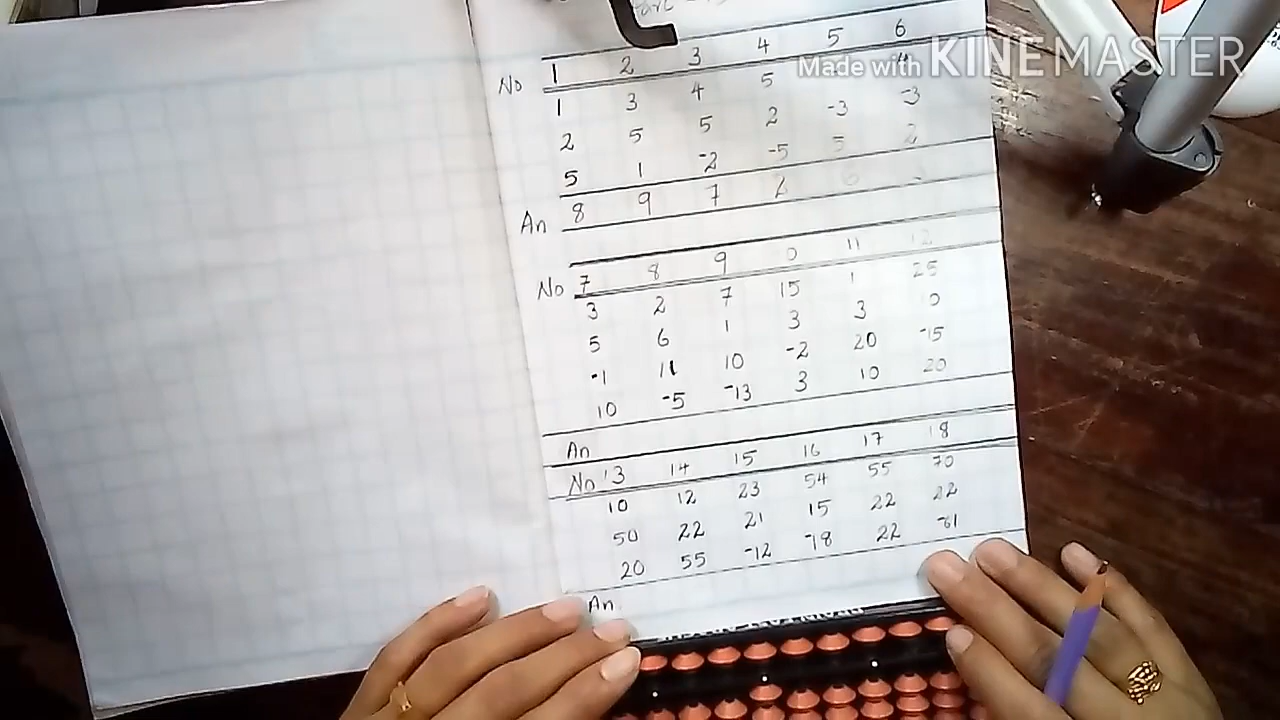 Made with KINEMASTER
No 1 2 3 4 5 6
1 3 4 5
2 5 5 2 -3 -3
5 1 -2 -5 5 2
An 8 9 7 2 6
No 7 8 9 0 11 12
3 2 7 15 1 25
5 6 1 3 3 0
-1 11 10 -2 20 -15
10 -5 -13 3 10 20
An
No 13 14 15 16 17 18
10 12 23 54 55 70
50 22 21 15 22 22
20 55 -12 -18 22 -61
An